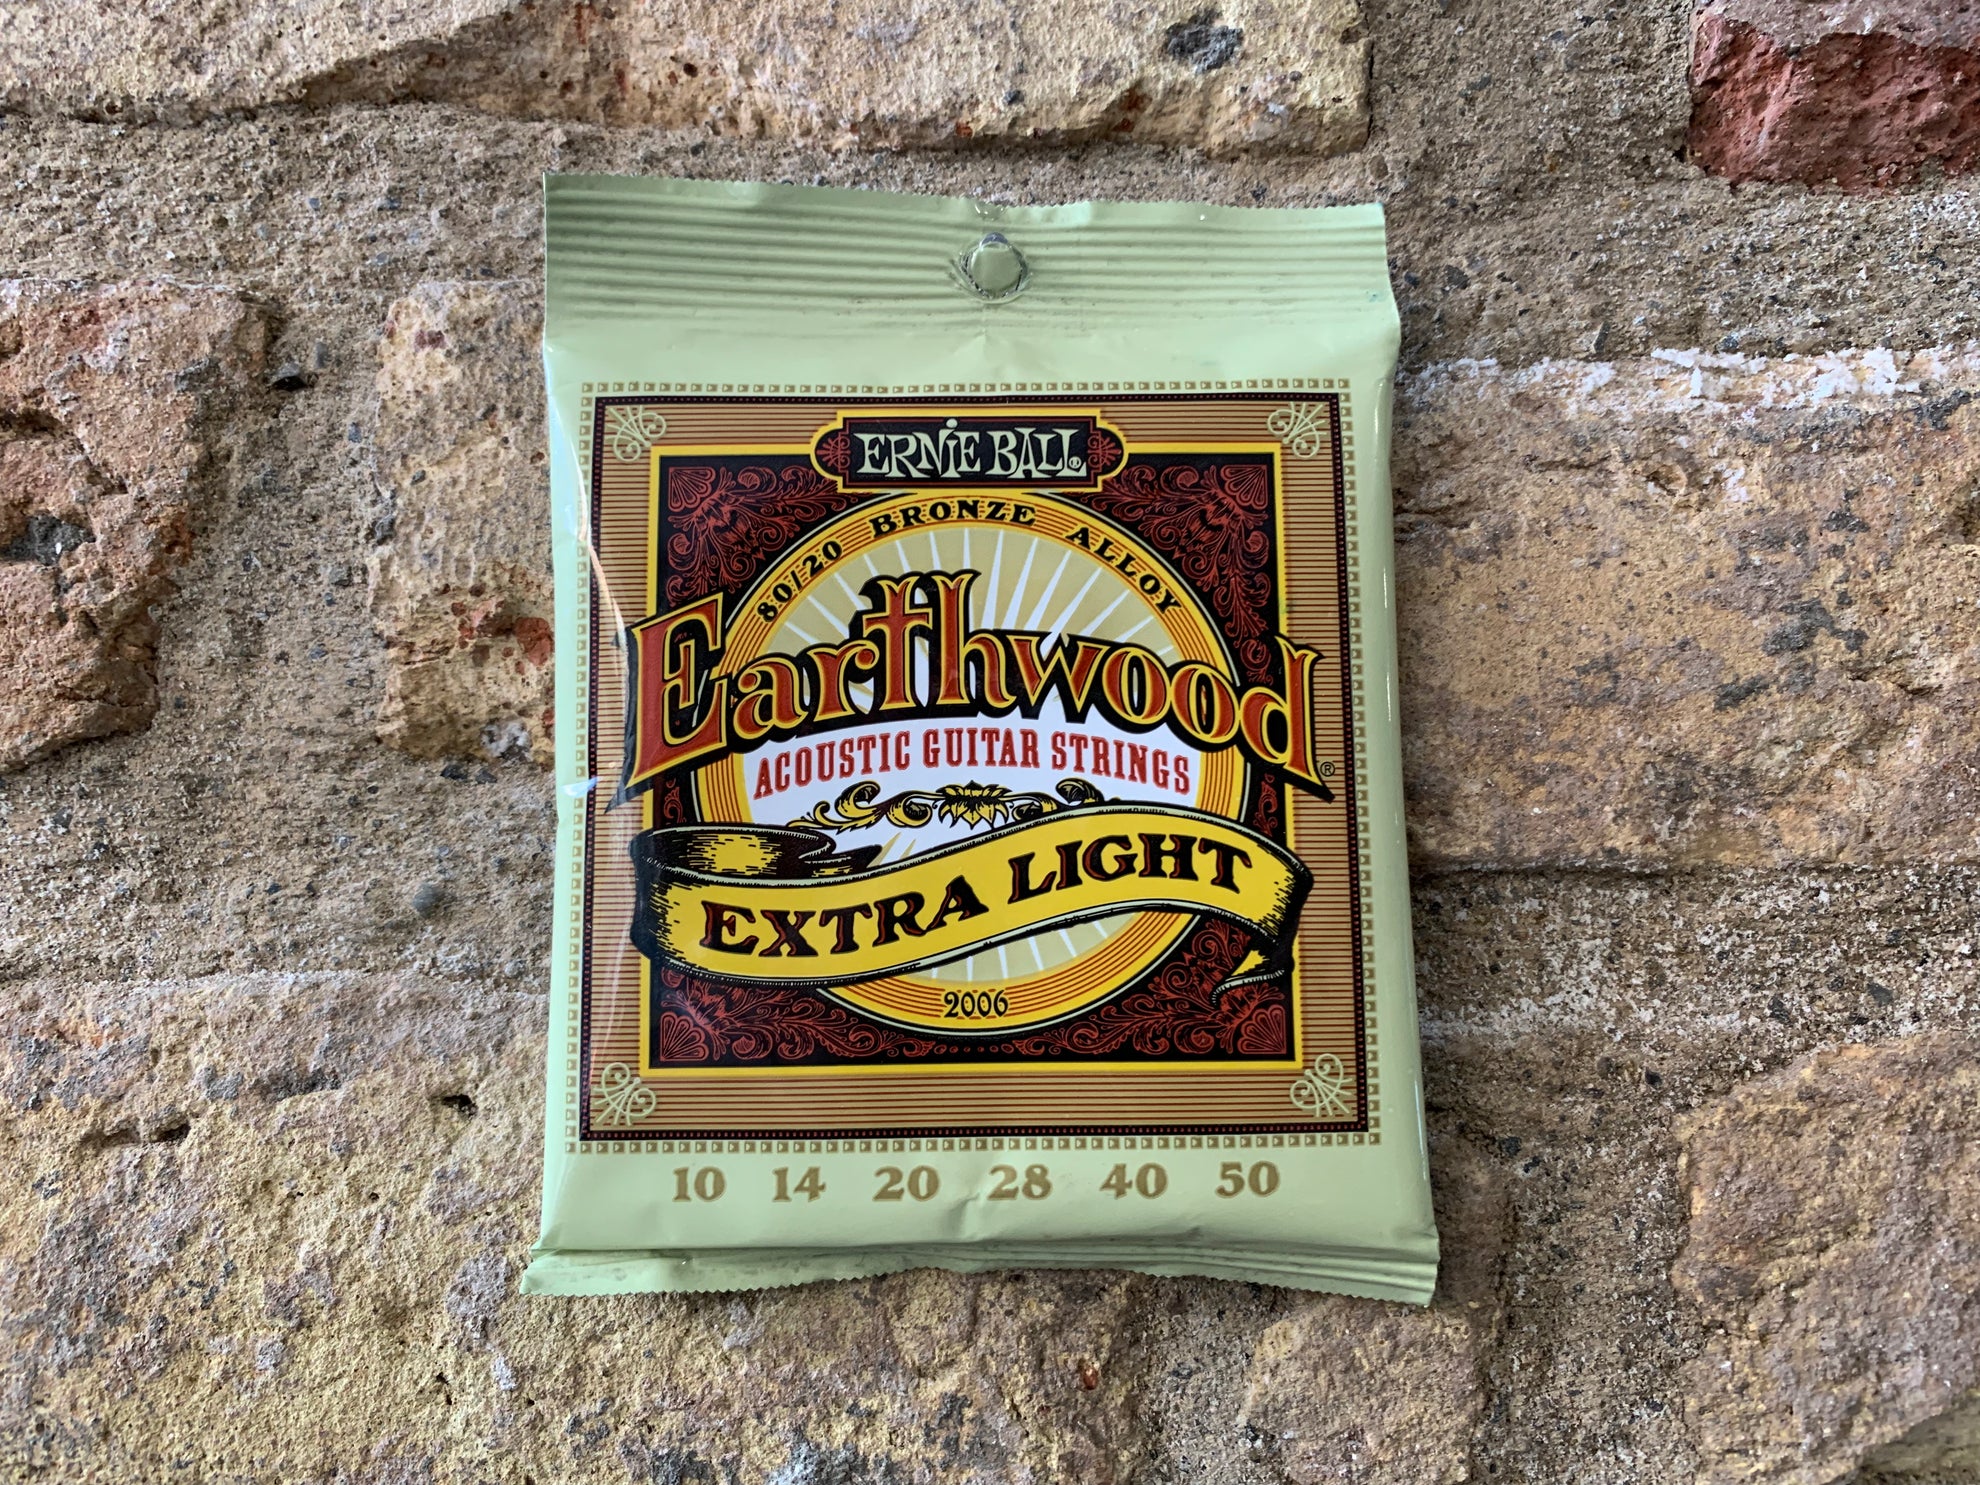 ERNIE BALL®
80/20 BRONZE ALLOY
Earthwood®
ACOUSTIC GUITAR STRINGS
EXTRA LIGHT
2006
10 14 20 28 40 50